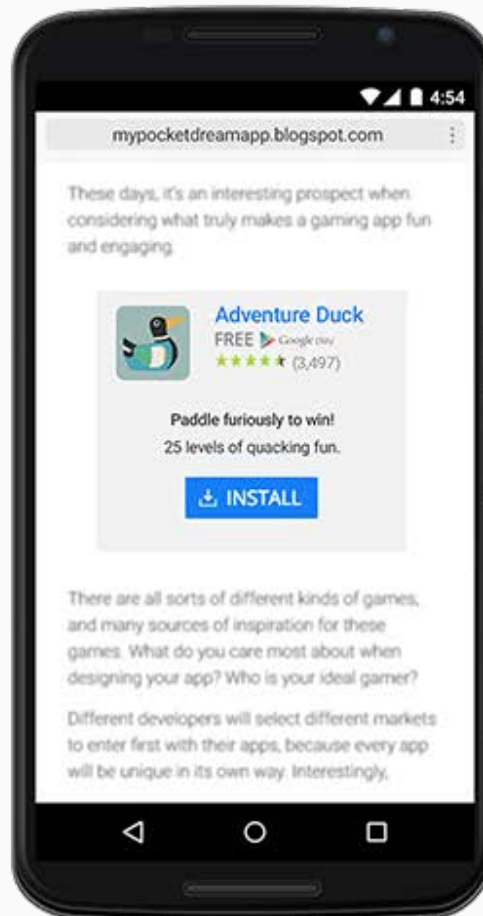 4:54
mypocketdreamapp.blogspot.com
These days, it's an interesting prospect when
considering what truly makes a gaming app fun
and engaging.
Adventure Duck
FREE Google play
(3,497)
Paddle furiously to win!
25 levels of quacking fun.
INSTALL
There are all sorts of different kinds of games,
and many sources of inspiration for these
games. What do you care most about when
designing your app? Who is your ideal gamer?
Different developers will select different markets
to enter first with their apps, because every app
will be unique in its own way. Interestingly,